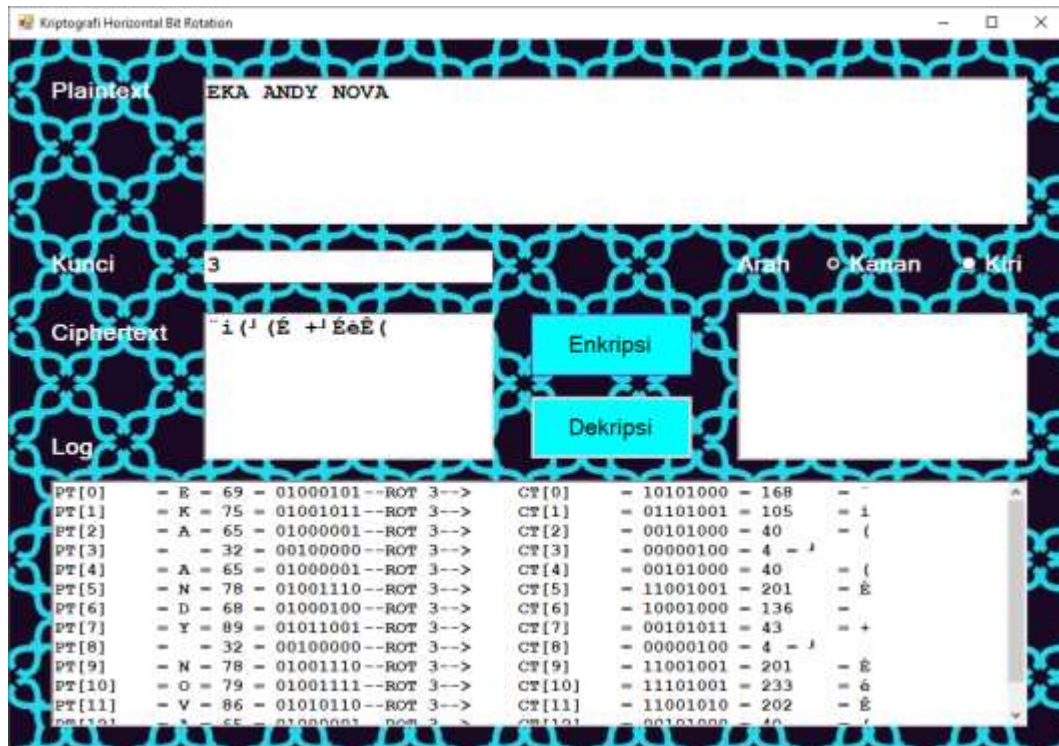 Kriptografi Horizontal Bit Rotation
Plaintext EKA ANDY NOVA
Kunci 3 Arah Kanan Kiri
Ciphertext ¨i(┘(É +┘ÉéÊ(
Enkripsi
Dekripsi
Log
PT[0] = E = 69 = 01000101--ROT 3--> CT[0] = 10101000 = 168 = ¨
PT[1] = K = 75 = 01001011--ROT 3--> CT[1] = 01101001 = 105 = i
PT[2] = A = 65 = 01000001--ROT 3--> CT[2] = 00101000 = 40 = (
PT[3] = = 32 = 00100000--ROT 3--> CT[3] = 00000100 = 4 = ┘
PT[4] = A = 65 = 01000001--ROT 3--> CT[4] = 00101000 = 40 = (
PT[5] = N = 78 = 01001110--ROT 3--> CT[5] = 11001001 = 201 = É
PT[6] = D = 68 = 01000100--ROT 3--> CT[6] = 10001000 = 136 =
PT[7] = Y = 89 = 01011001--ROT 3--> CT[7] = 00101011 = 43 = +
PT[8] = = 32 = 00100000--ROT 3--> CT[8] = 00000100 = 4 = ┘
PT[9] = N = 78 = 01001110--ROT 3--> CT[9] = 11001001 = 201 = É
PT[10] = O = 79 = 01001111--ROT 3--> CT[10] = 11101001 = 233 = é
PT[11] = V = 86 = 01010110--ROT 3--> CT[11] = 11001010 = 202 = Ê